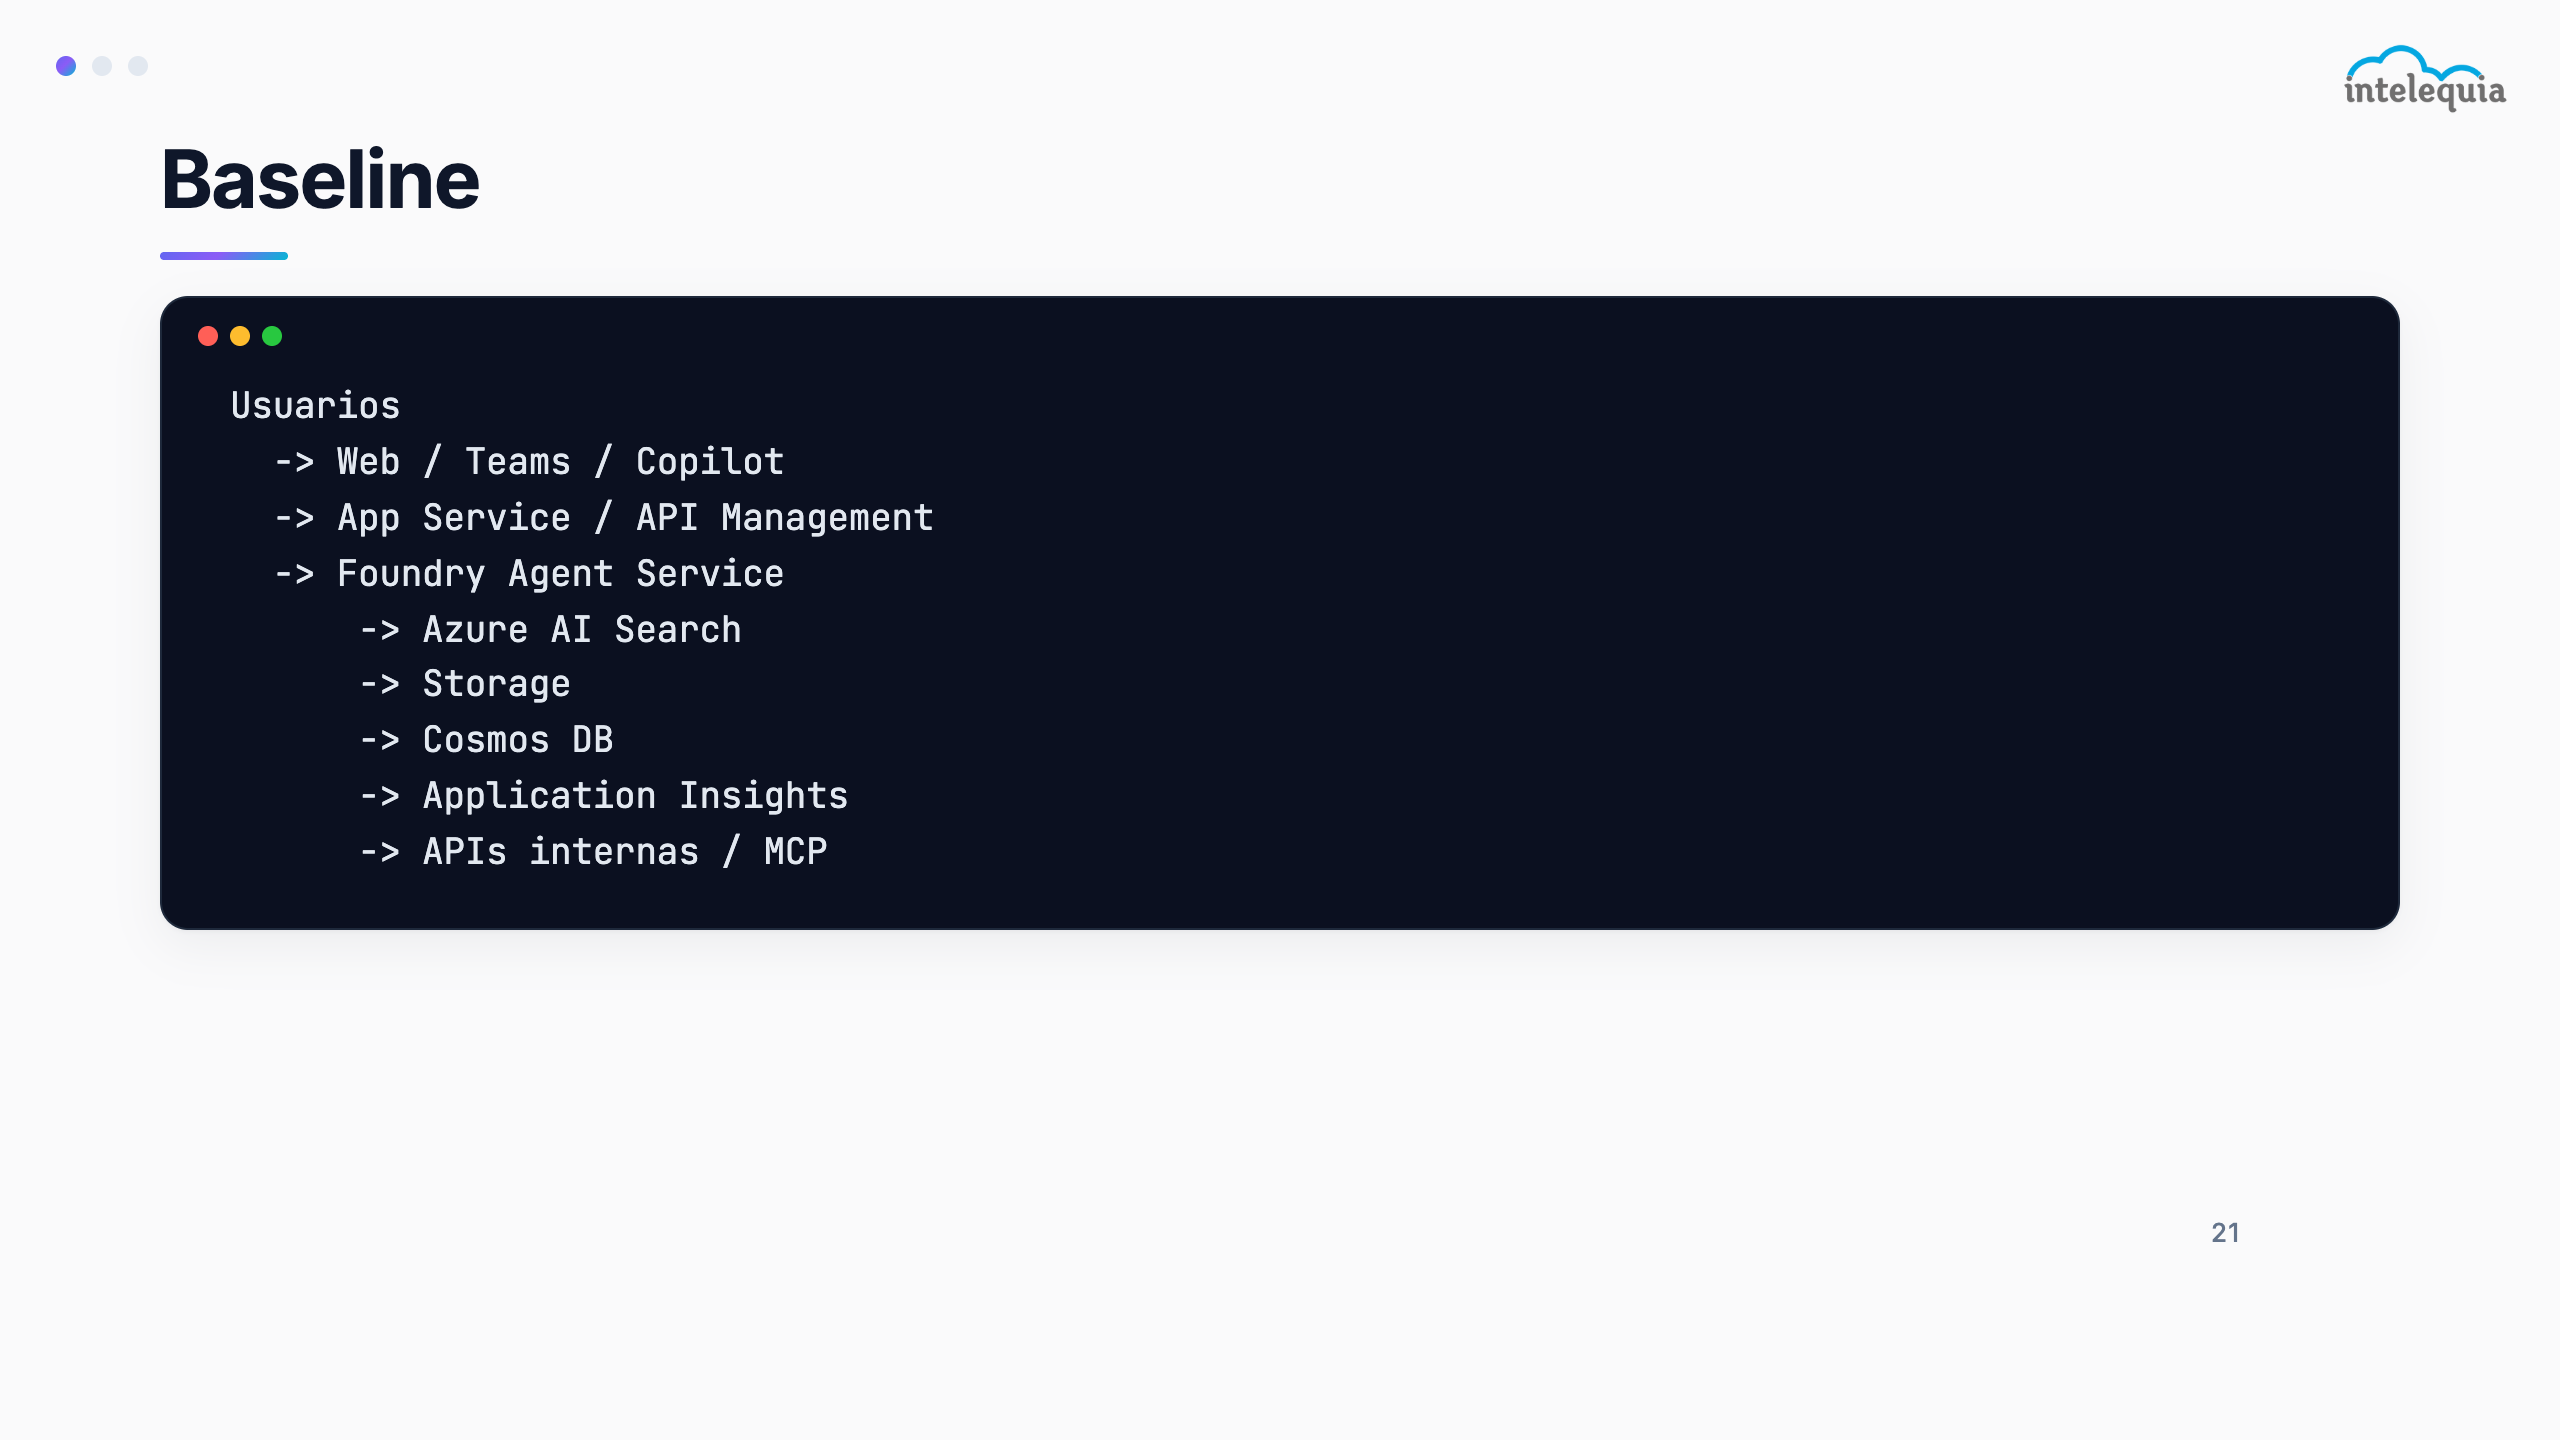 intelequia
Baseline
Usuarios
-> Web / Teams / Copilot
-> App Service / API Management
-> Foundry Agent Service
-> Azure AI Search
-> Storage
-> Cosmos DB
-> Application Insights
-> APIs internas / MCP
21